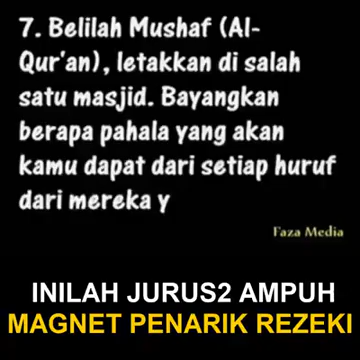 7. Belilah Mushaf (Al-
Qur'an), letakkan di salah
satu masjid. Bayangkan
berapa pahala yang akan
kamu dapat dari setiap huruf
dari mereka y
Faza Media
INILAH JURUS2 AMPUH
MAGNET PENARIK REZEKI